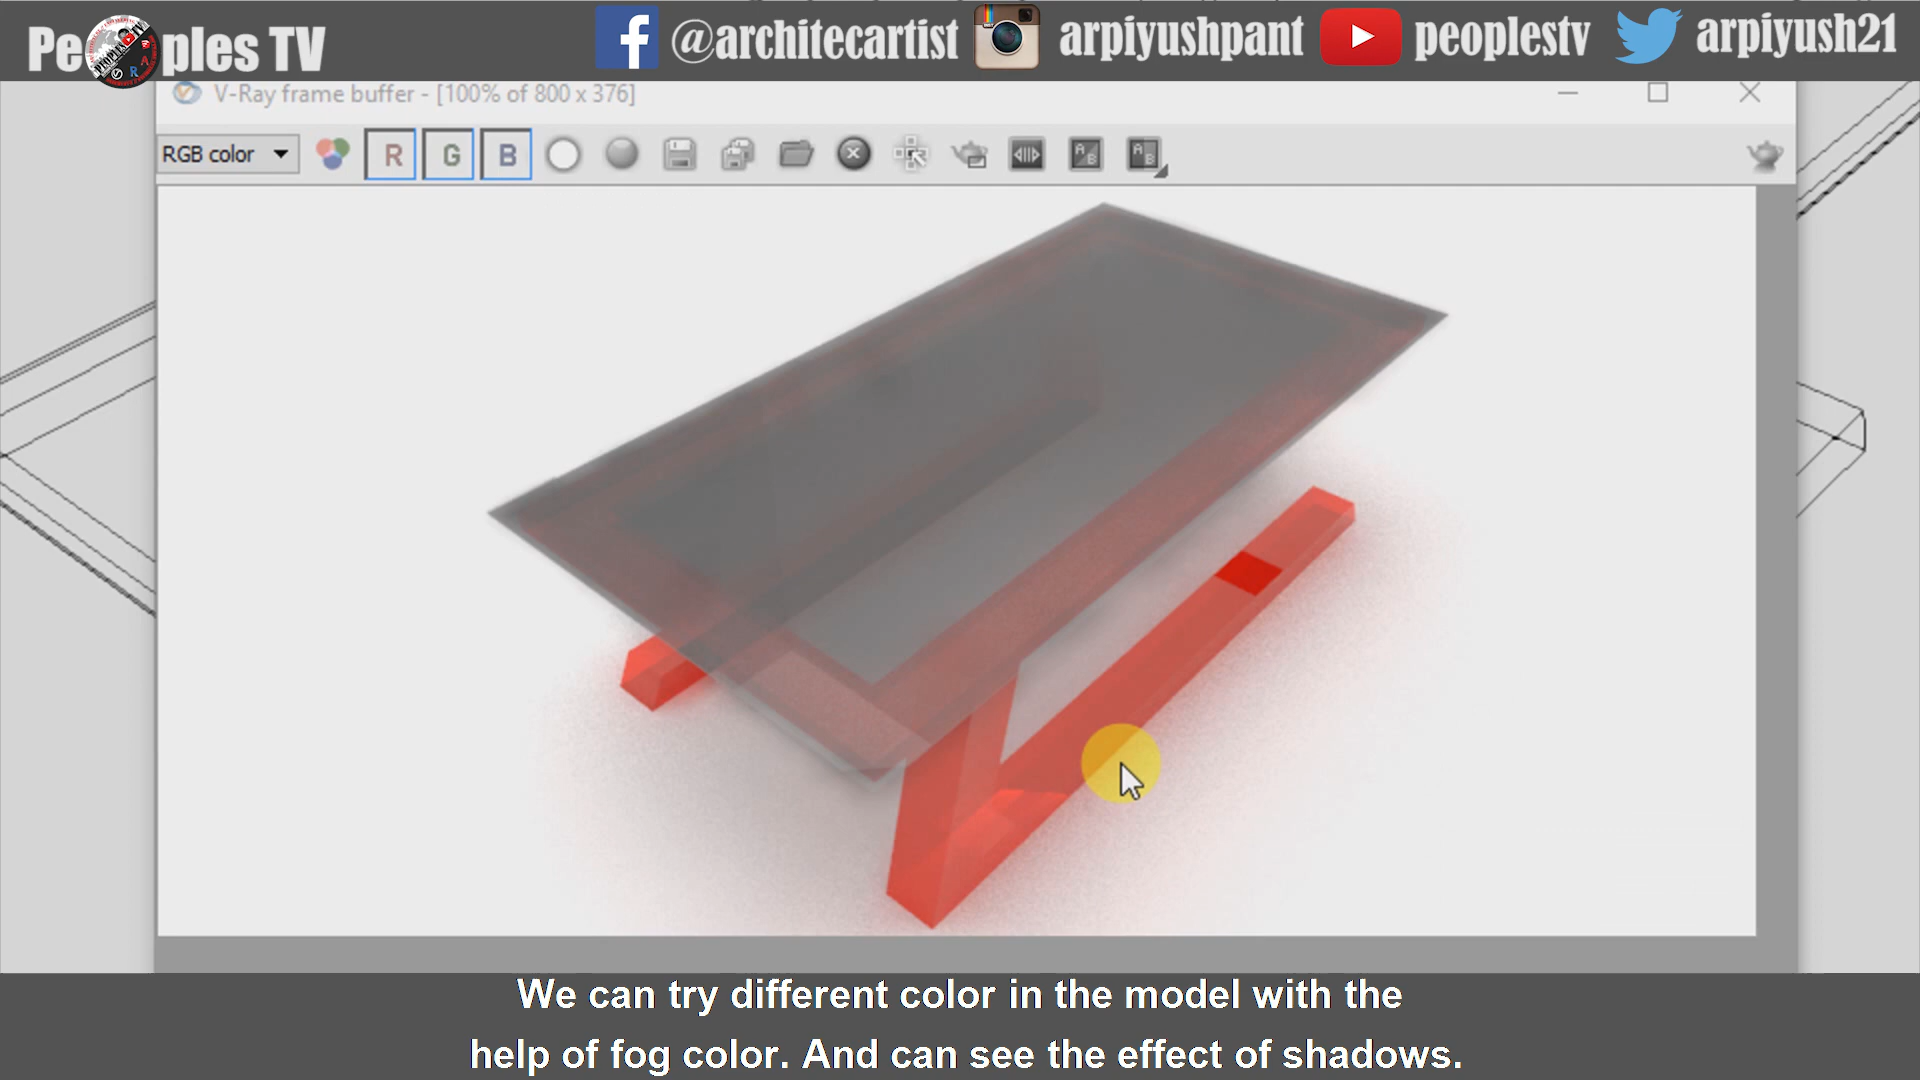 Peoples TV
@architecartist arpiyushpant peoplestv arpiyush21
V-Ray frame buffer - [100% of 800 x 376]
RGB color R G B
We can try different color in the model with the
help of fog color. And can see the effect of shadows.